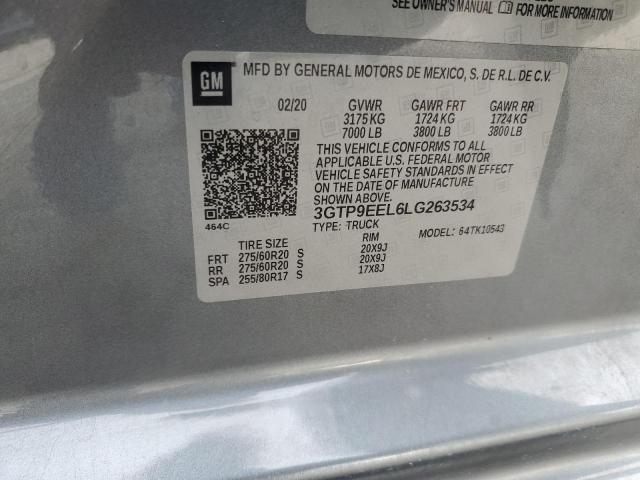 SEE OWNER'S MANUAL FOR MORE INFORMATION
GM MFD BY GENERAL MOTORS DE MEXICO, S. DE R.L. DE C.V.
02/20 GVWR GAWR FRT GAWR RR
3175 KG 1724 KG 1724 KG
7000 LB 3800 LB 3800 LB
THIS VEHICLE CONFORMS TO ALL
APPLICABLE U.S. FEDERAL MOTOR
VEHICLE SAFETY STANDARDS IN EFFECT
ON THE DATE OF MANUFACTURE
SHOWN ABOVE.
464C 3GTP9EEL6LG263534
TYPE: TRUCK MODEL: 64TK10543
TIRE SIZE RIM
FRT 275/60R20 S 20X9J
RR 275/60R20 S 20X9J
SPA 255/80R17 S 17X8J